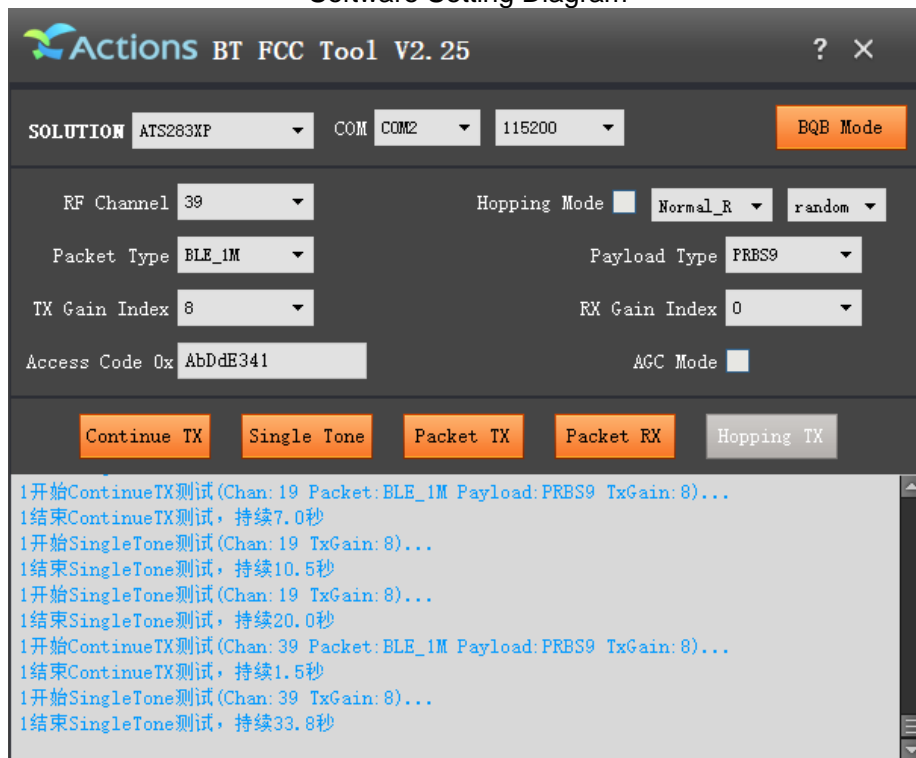 Software Setting Diagram
Actions BT FCC Tool V2.25 ? ×
SOLUTION ATS283XP COM COM2 115200 BQB Mode
RF Channel 39 Hopping Mode Normal_R random
Packet Type BLE_1M Payload Type PRBS9
TX Gain Index 8 RX Gain Index 0
Access Code 0x AbDdE341 AGC Mode
Continue TX Single Tone Packet TX Packet RX Hopping TX
1开始ContinueTX测试(Chan:19 Packet:BLE_1M Payload:PRBS9 TxGain:8)...
1结束ContinueTX测试，持续7.0秒
1开始SingleTone测试(Chan:19 TxGain:8)...
1结束SingleTone测试，持续10.5秒
1开始SingleTone测试(Chan:19 TxGain:8)...
1结束SingleTone测试，持续20.0秒
1开始ContinueTX测试(Chan:39 Packet:BLE_1M Payload:PRBS9 TxGain:8)...
1结束ContinueTX测试，持续1.5秒
1开始SingleTone测试(Chan:39 TxGain:8)...
1结束SingleTone测试，持续33.8秒